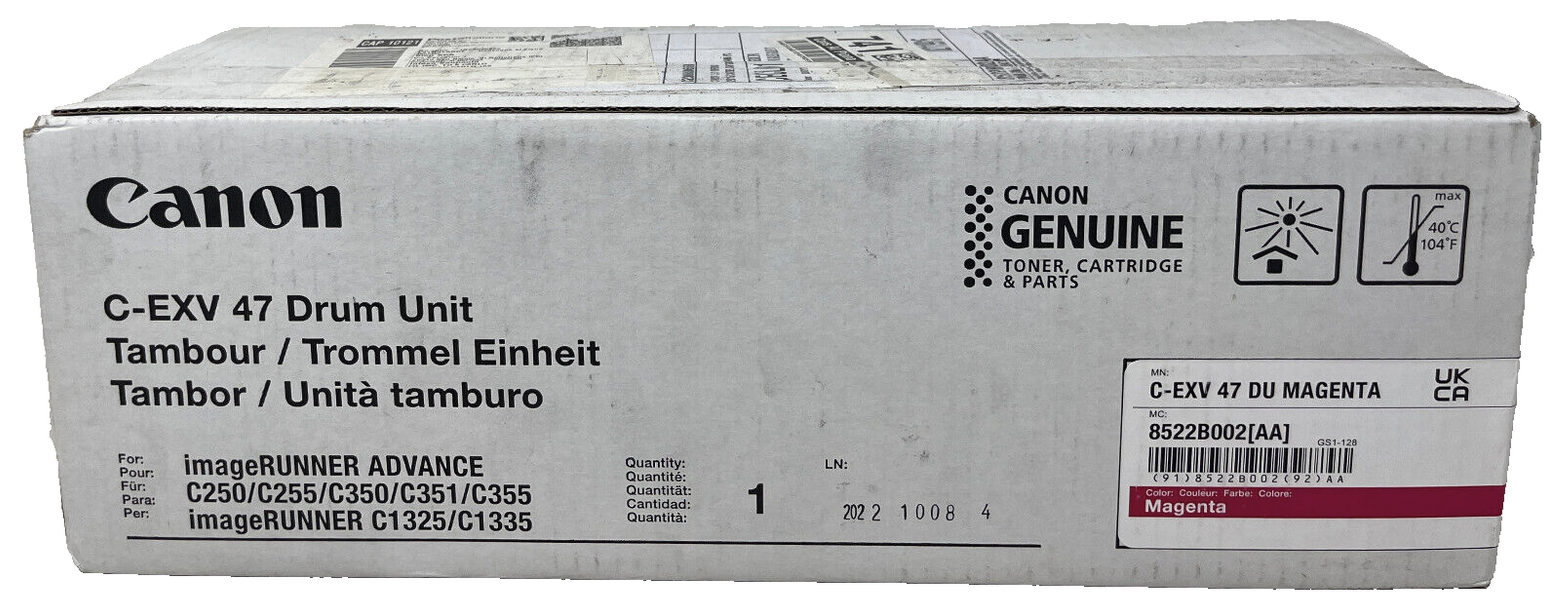 CAP 10121
1411
Canon
CANON
GENUINE
TONER, CARTRIDGE
& PARTS
max
40°C
104°F
C-EXV 47 Drum Unit
Tambour / Trommel Einheit
Tambor / Unità tamburo
For:
Pour:
Für:
Para:
Per:
imageRUNNER ADVANCE
C250/C255/C350/C351/C355
imageRUNNER C1325/C1335
Quantity:
Quantité:
Quantität:
Cantidad:
Quantità:
1
LN:
2022 1008 4
MN:
C-EXV 47 DU MAGENTA
UK
CA
MC:
8522B002[AA]
GS1-128
(91)8522B002(92)AA
Color: Couleur: Farbe: Colore:
Magenta